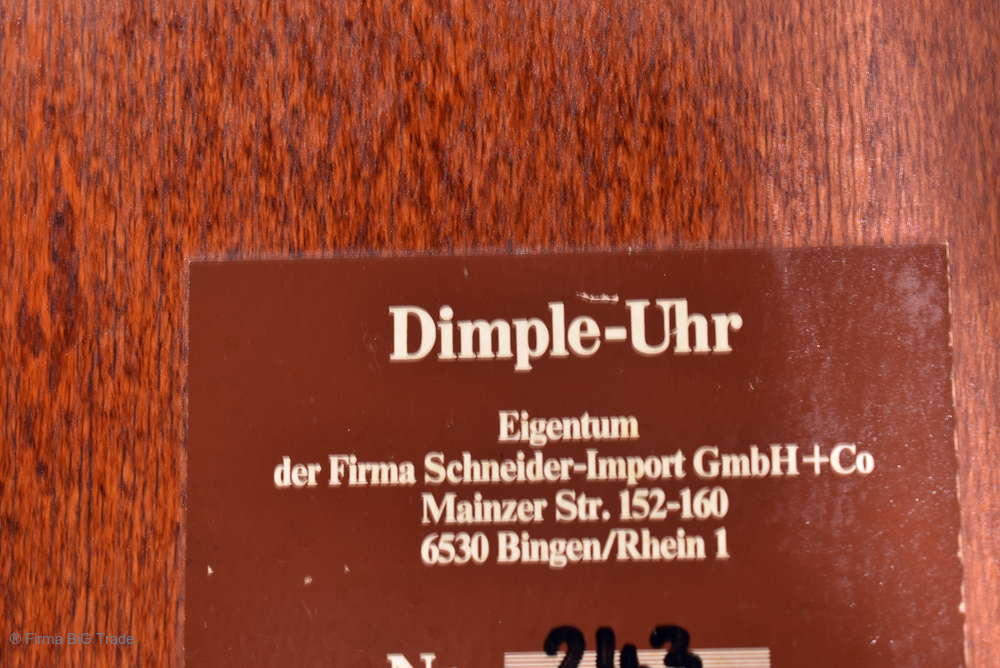 Dimple-Uhr
Eigentum
der Firma Schneider-Import GmbH+Co
Mainzer Str. 152-160
6530 Bingen/Rhein 1
® Firma BiG Trade